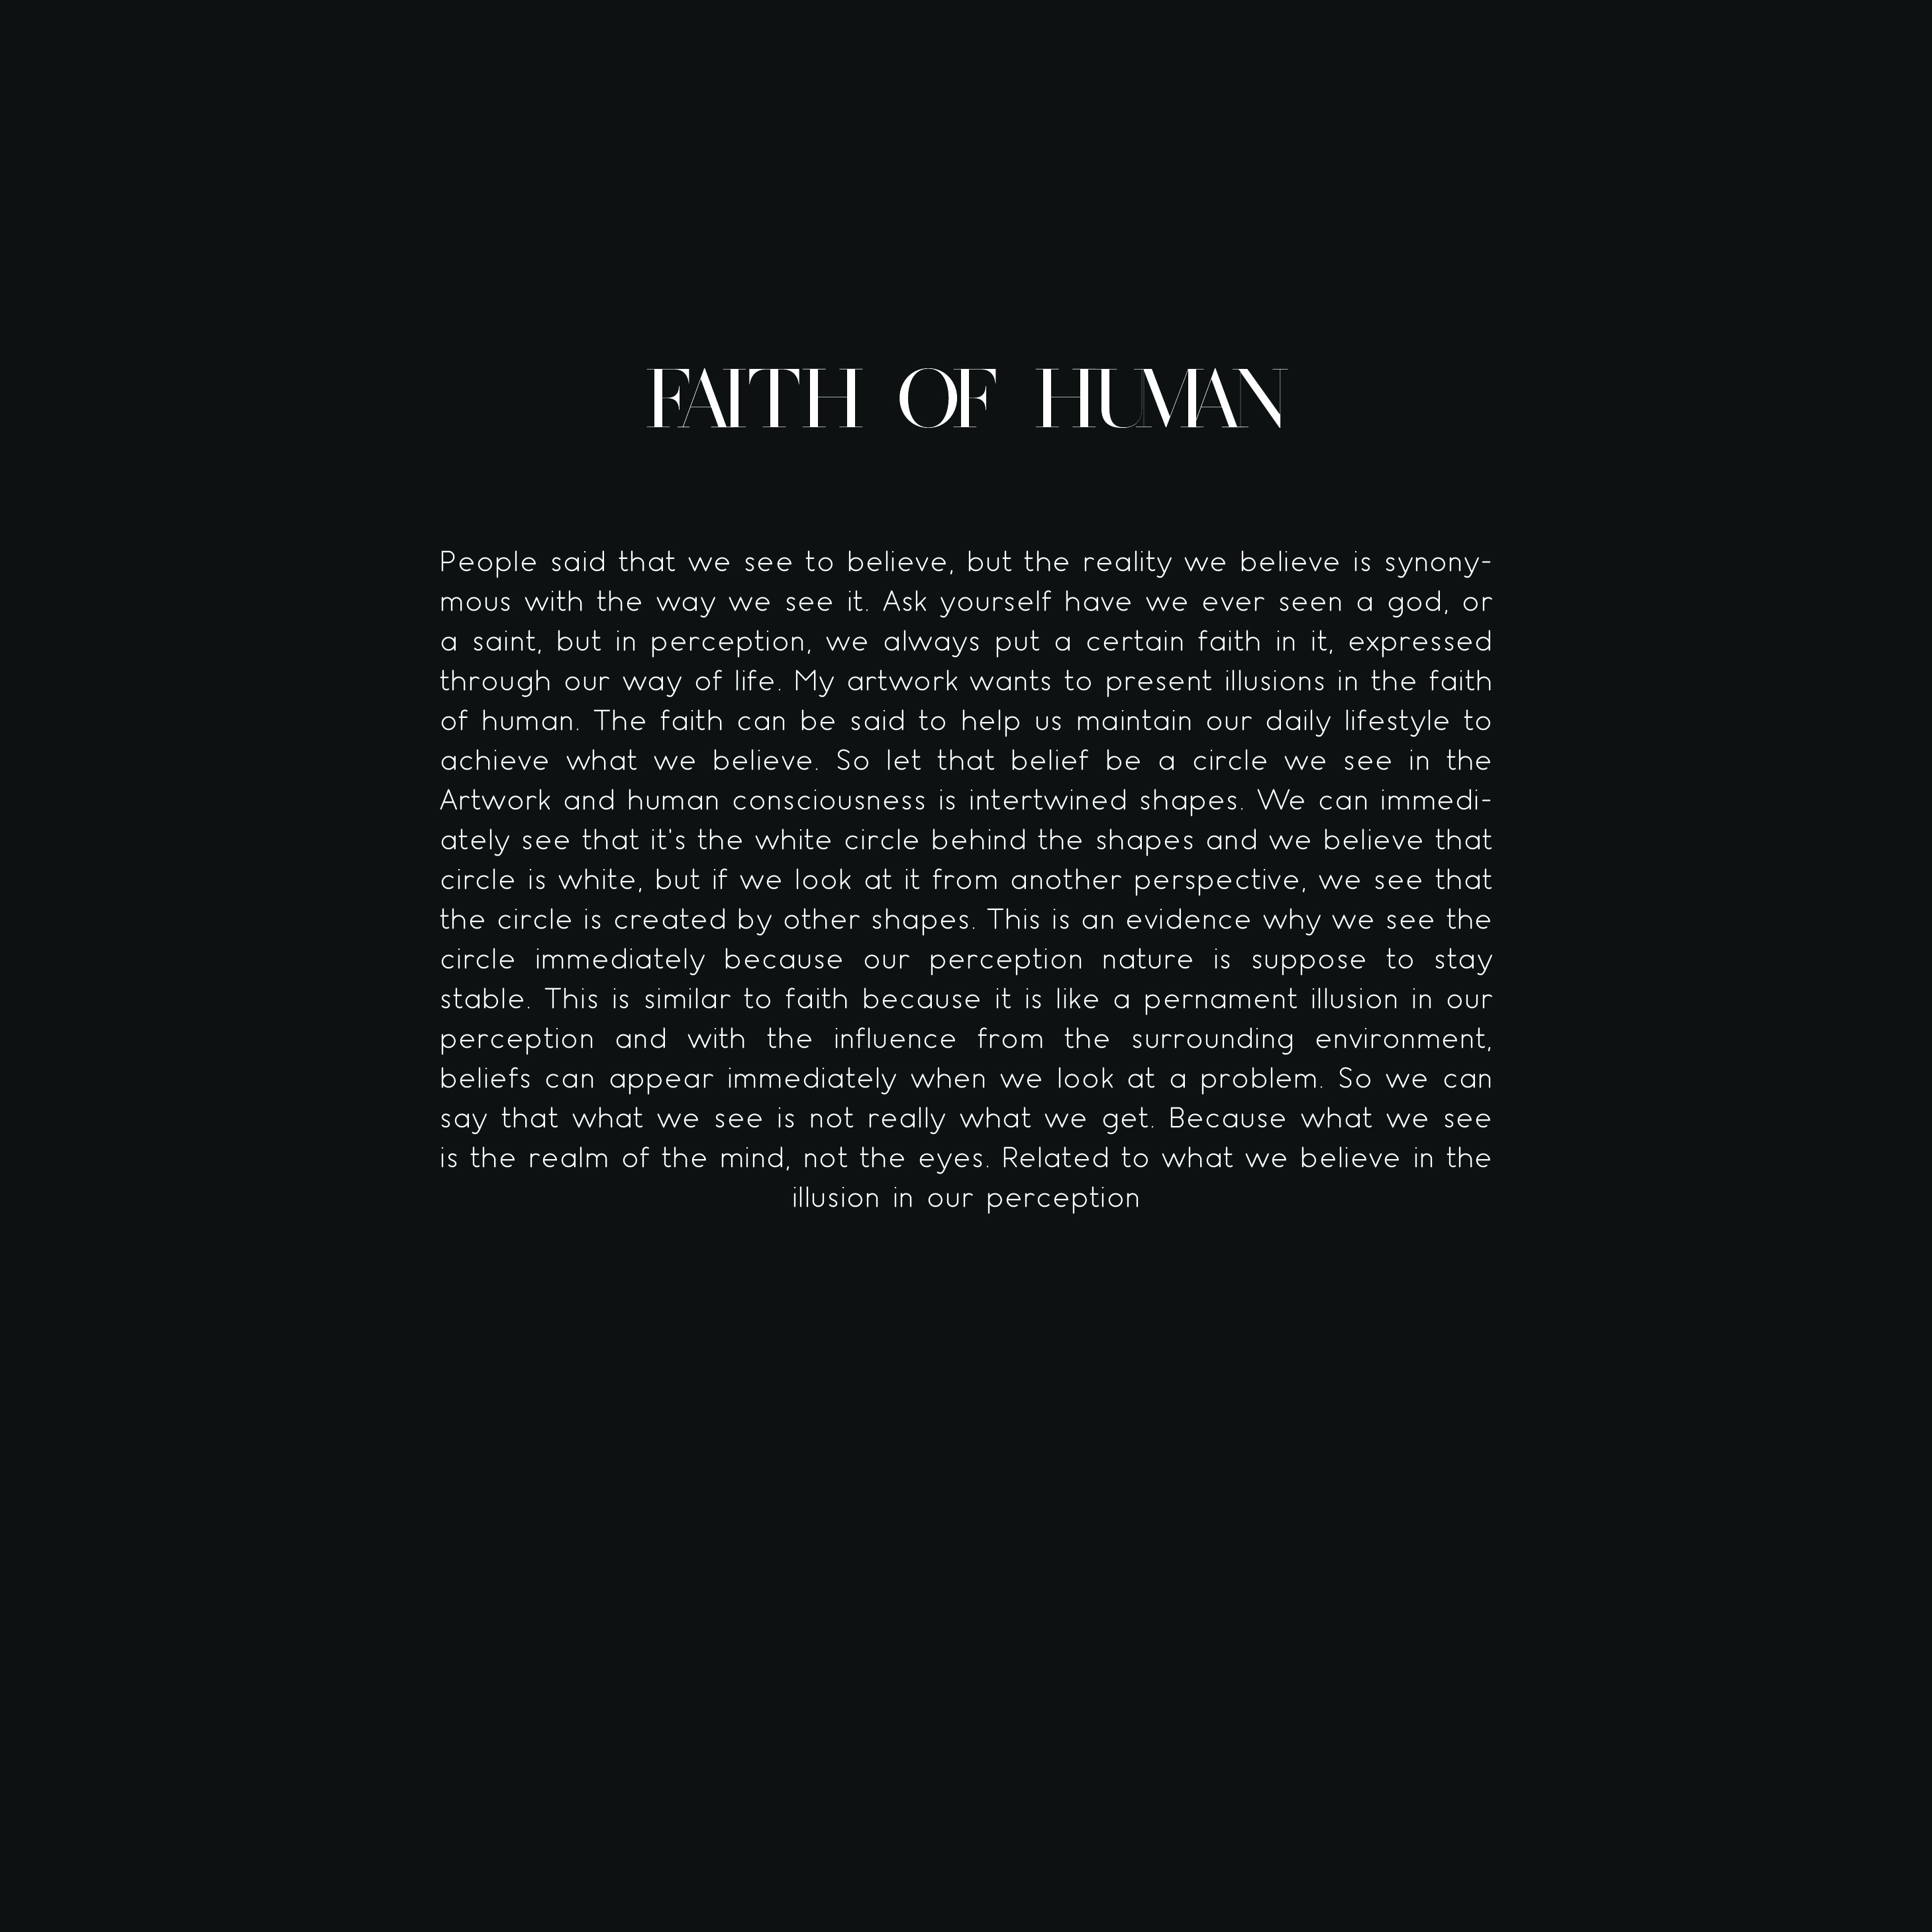 FAITH OF HUMAN
People said that we see to believe, but the reality we believe is synony-
mous with the way we see it. Ask yourself have we ever seen a god, or
a saint, but in perception, we always put a certain faith in it, expressed
through our way of life. My artwork wants to present illusions in the faith
of human. The faith can be said to help us maintain our daily lifestyle to
achieve what we believe. So let that belief be a circle we see in the
Artwork and human consciousness is intertwined shapes. We can immedi-
ately see that it's the white circle behind the shapes and we believe that
circle is white, but if we look at it from another perspective, we see that
the circle is created by other shapes. This is an evidence why we see the
circle immediately because our perception nature is suppose to stay
stable. This is similar to faith because it is like a pernament illusion in our
perception and with the influence from the surrounding environment,
beliefs can appear immediately when we look at a problem. So we can
say that what we see is not really what we get. Because what we see
is the realm of the mind, not the eyes. Related to what we believe in the
illusion in our perception